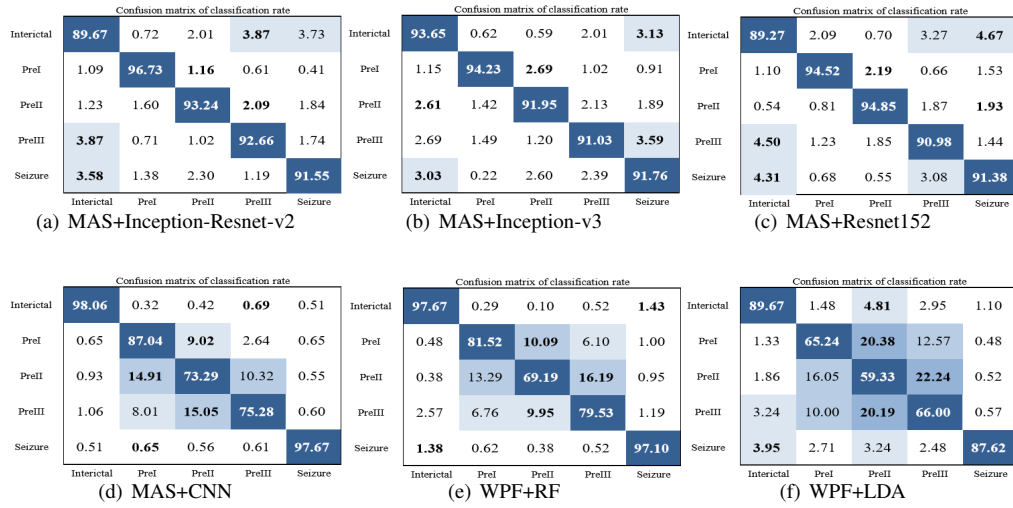 Confusion matrix of classification rate
Interictal 89.67 0.72 2.01 3.87 3.73
PreI 1.09 96.73 1.16 0.61 0.41
PreII 1.23 1.60 93.24 2.09 1.84
PreIII 3.87 0.71 1.02 92.66 1.74
Seizure 3.58 1.38 2.30 1.19 91.55
Interictal PreI PreII PreIII Seizure
(a) MAS+Inception-Resnet-v2
Confusion matrix of classification rate
Interictal 93.65 0.62 0.59 2.01 3.13
PreI 1.15 94.23 2.69 1.02 0.91
PreII 2.61 1.42 91.95 2.13 1.89
PreIII 2.69 1.49 1.20 91.03 3.59
Seizure 3.03 0.22 2.60 2.39 91.76
Interictal PreI PreII PreIII Seizure
(b) MAS+Inception-v3
Confusion matrix of classification rate
Interictal 89.27 2.09 0.70 3.27 4.67
PreI 1.10 94.52 2.19 0.66 1.53
PreII 0.54 0.81 94.85 1.87 1.93
PreIII 4.50 1.23 1.85 90.98 1.44
Seizure 4.31 0.68 0.55 3.08 91.38
Interictal PreI PreII PreIII Seizure
(c) MAS+Resnet152
Confusion matrix of classification rate
Interictal 98.06 0.32 0.42 0.69 0.51
PreI 0.65 87.04 9.02 2.64 0.65
PreII 0.93 14.91 73.29 10.32 0.55
PreIII 1.06 8.01 15.05 75.28 0.60
Seizure 0.51 0.65 0.56 0.61 97.67
Interictal PreI PreII PreIII Seizure
(d) MAS+CNN
Confusion matrix of classification rate
Interictal 97.67 0.29 0.10 0.52 1.43
PreI 0.48 81.52 10.09 6.10 1.00
PreII 0.38 13.29 69.19 16.19 0.95
PreIII 2.57 6.76 9.95 79.53 1.19
Seizure 1.38 0.62 0.38 0.52 97.10
Interictal PreI PreII PreIII Seizure
(e) WPF+RF
Confusion matrix of classification rate
Interictal 89.67 1.48 4.81 2.95 1.10
PreI 1.33 65.24 20.38 12.57 0.48
PreII 1.86 16.05 59.33 22.24 0.52
PreIII 3.24 10.00 20.19 66.00 0.57
Seizure 3.95 2.71 3.24 2.48 87.62
Interictal PreI PreII PreIII Seizure
(f) WPF+LDA